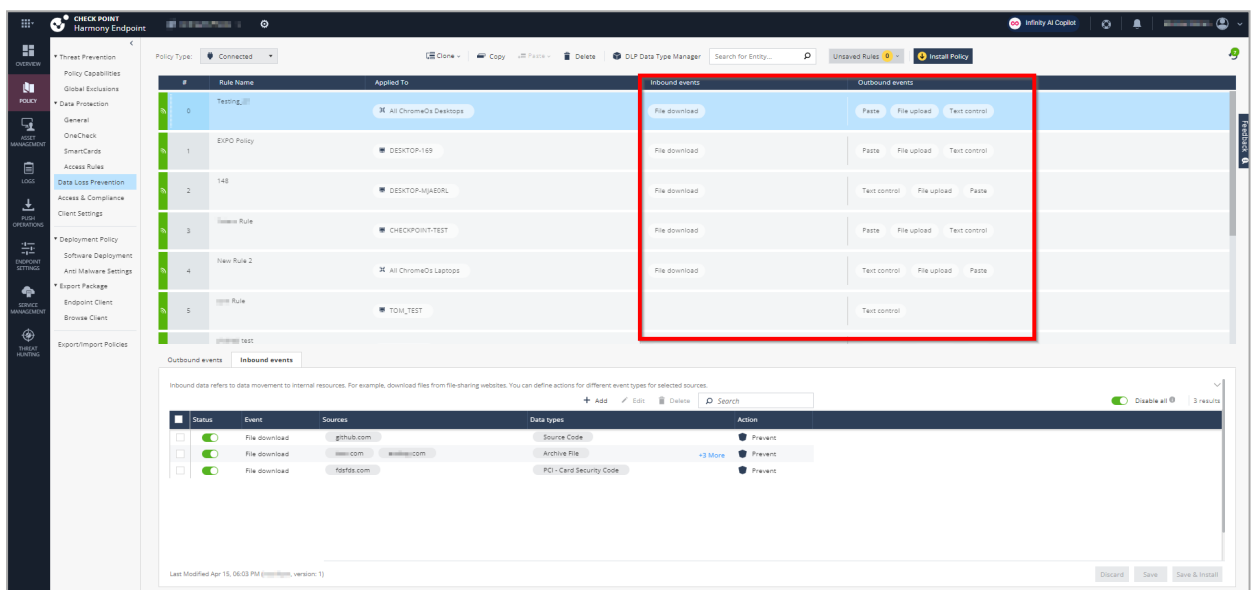 CHECK POINT
Harmony Endpoint
Infinity AI Copilot
OVERVIEW
POLICY
ASSET
MANAGEMENT
LOGS
PUSH
OPERATIONS
ENDPOINT
SETTINGS
SERVICE
MANAGEMENT
THREAT
HUNTING
Threat Prevention
Policy Capabilities
Global Exclusions
Data Protection
General
OneCheck
SmartCards
Access Rules
Data Loss Prevention
Access & Compliance
Client Settings
Deployment Policy
Software Deployment
Anti Malware Settings
Export Package
Endpoint Client
Browse Client
Export/Import Policies
Policy Type: Connected Clone Copy Paste Delete DLP Data Type Manager Search for Entity... Unsaved Rules 0 Install Policy
# Rule Name Applied To Inbound events Outbound events
0 Testing_ All ChromeOs Desktops File download Paste File upload Text control
1 EXPO Policy DESKTOP-169 File download Paste File upload Text control
2 148 DESKTOP-MJAE0RL File download Text control File upload Paste
3 Rule CHECKPOINT-TEST File download Paste File upload Text control
4 New Rule 2 All ChromeOs Laptops File download Text control File upload Paste
5 Rule TOM_TEST Text control
test
Feedback
Outbound events Inbound events
Inbound data refers to data movement to internal resources. For example, download files from file-sharing websites. You can define actions for different event types for selected sources.
+ Add Edit Delete Search Disable all 3 results
Status Event Sources Data types Action
File download github.com Source Code Prevent
File download .com .com Archive File +3 More Prevent
File download fdsfds.com PCI - Card Security Code Prevent
Last Modified Apr 15, 06:03 PM ( , version: 1) Discard Save Save & Install